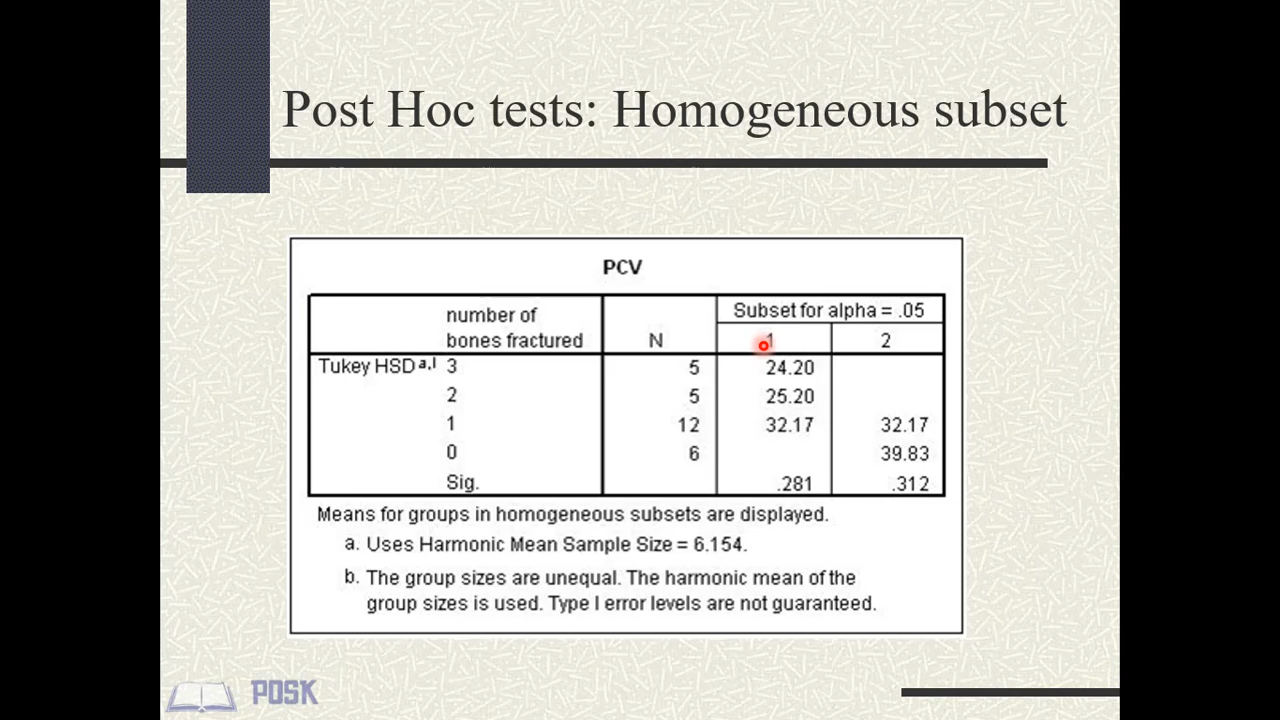 Post Hoc tests: Homogeneous subset
PCV
number of bones fractured N Subset for alpha = .05
1 2
Tukey HSD a,b 3 5 24.20
2 5 25.20
1 12 32.17 32.17
0 6 39.83
Sig. .281 .312
Means for groups in homogeneous subsets are displayed.
a. Uses Harmonic Mean Sample Size = 6.154.
b. The group sizes are unequal. The harmonic mean of the
group sizes is used. Type I error levels are not guaranteed.
POSK